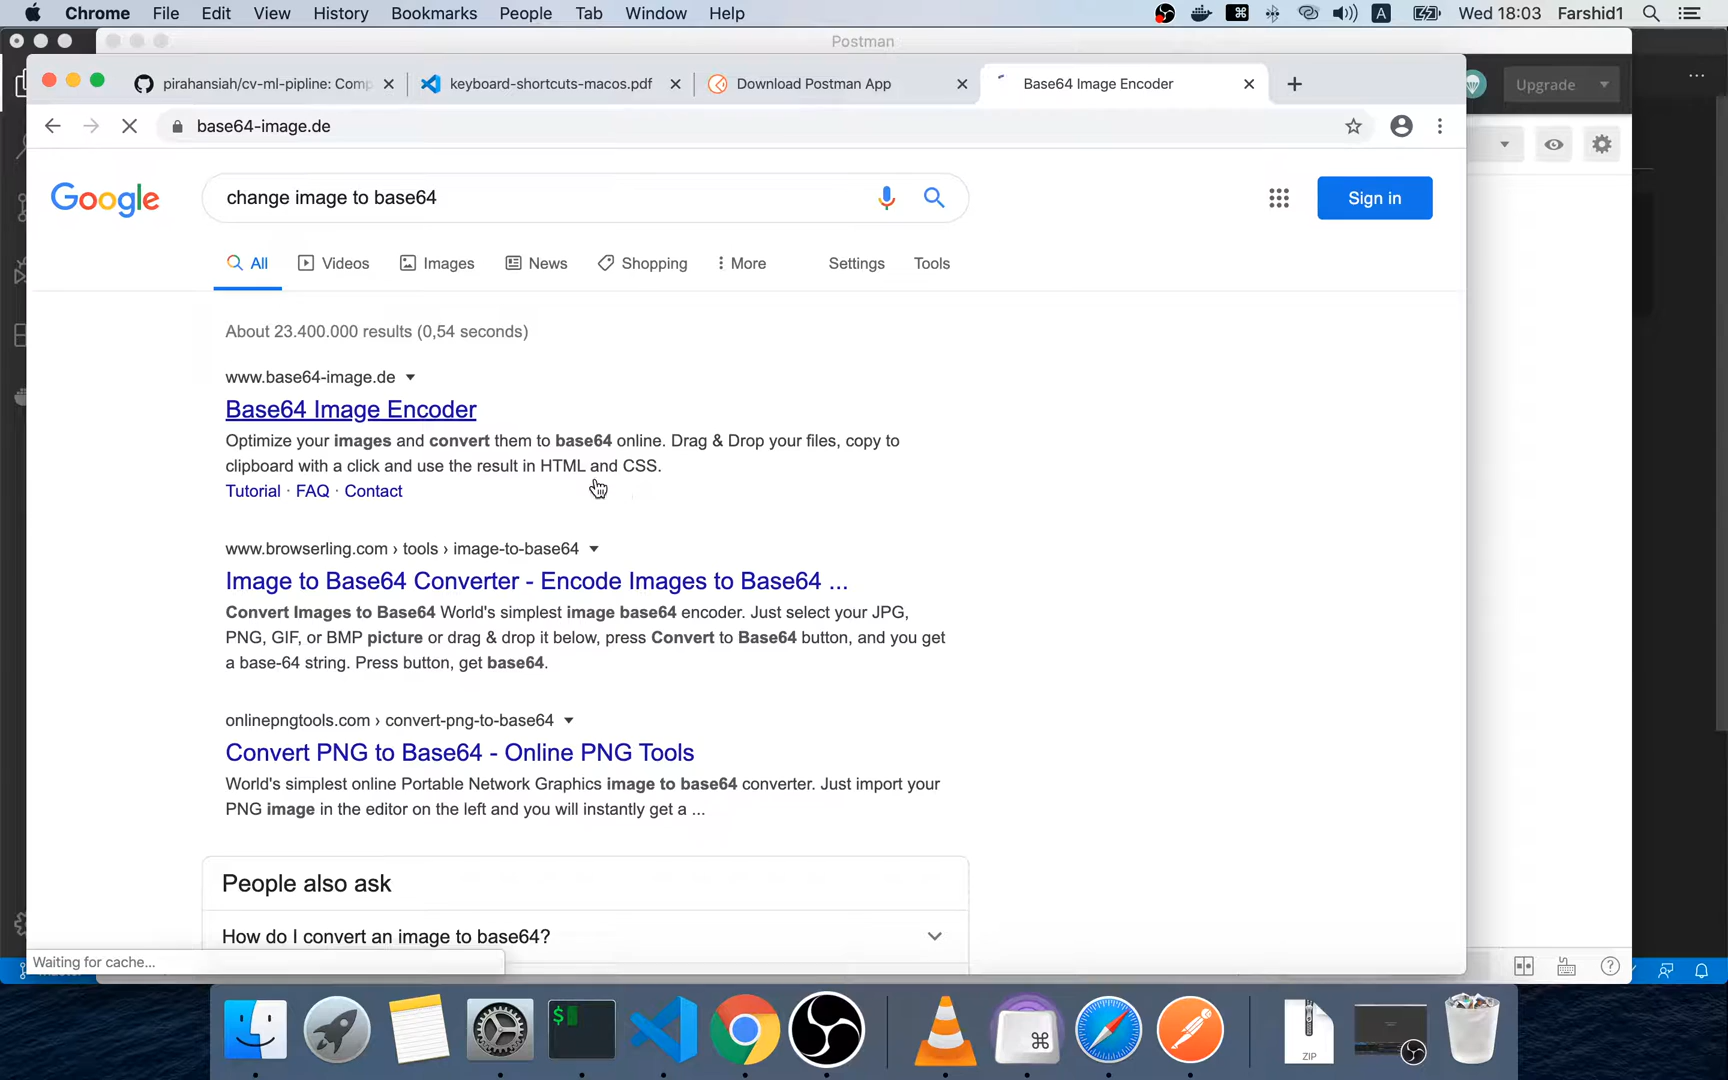 Chrome File Edit View History Bookmarks People Tab Window Help
A Wed 18:03 Farshid1
Postman
pirahansiah/cv-ml-pipline: Comp
keyboard-shortcuts-macos.pdf
Download Postman App
Base64 Image Encoder
Upgrade
base64-image.de
Google
change image to base64
Sign in
All Videos Images News Shopping More Settings Tools
About 23.400.000 results (0,54 seconds)
www.base64-image.de
Base64 Image Encoder
Optimize your images and convert them to base64 online. Drag & Drop your files, copy to
clipboard with a click and use the result in HTML and CSS.
Tutorial · FAQ · Contact
www.browserling.com › tools › image-to-base64
Image to Base64 Converter - Encode Images to Base64 ...
Convert Images to Base64 World's simplest image base64 encoder. Just select your JPG,
PNG, GIF, or BMP picture or drag & drop it below, press Convert to Base64 button, and you get
a base-64 string. Press button, get base64.
onlinepngtools.com › convert-png-to-base64
Convert PNG to Base64 - Online PNG Tools
World's simplest online Portable Network Graphics image to base64 converter. Just import your
PNG image in the editor on the left and you will instantly get a ...
People also ask
How do I convert an image to base64?
Waiting for cache...
ZIP